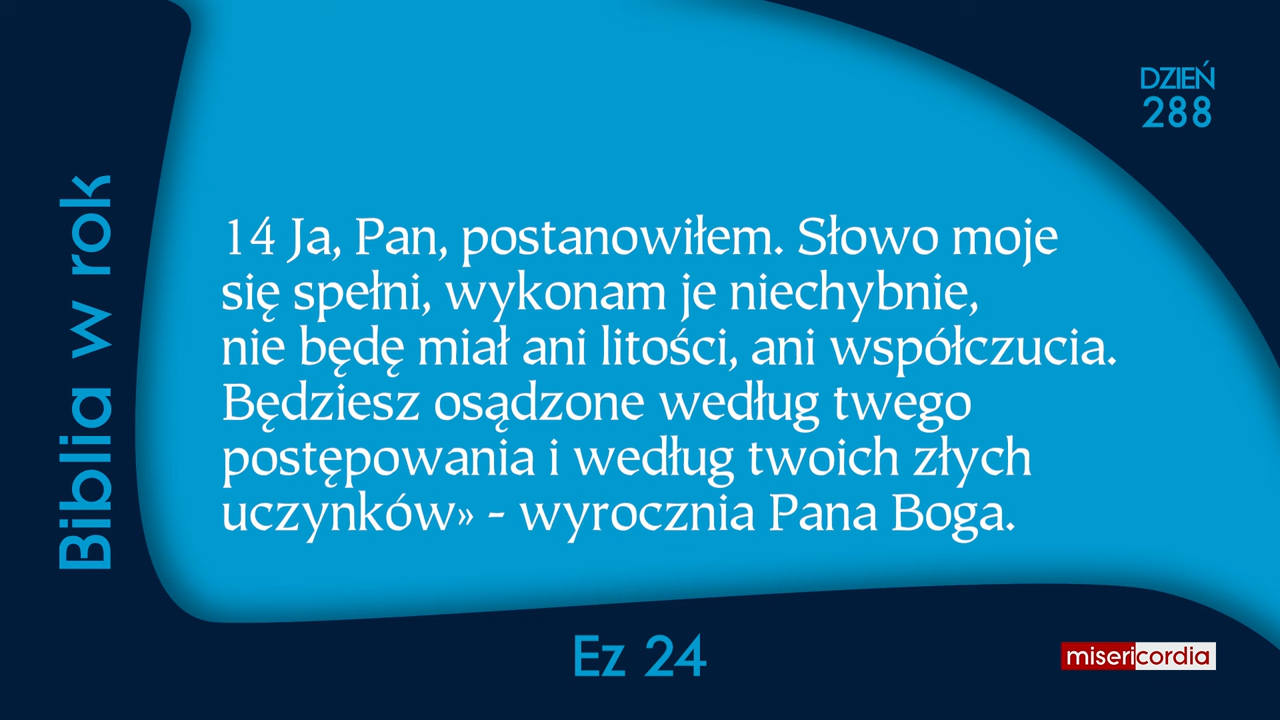 DZIEŃ
288
Biblia w rok
14 Ja, Pan, postanowiłem. Słowo moje
się spełni, wykonam je niechybnie,
nie będę miał ani litości, ani współczucia.
Będziesz osądzone według twego
postępowania i według twoich złych
uczynków» - wyrocznia Pana Boga.
Ez 24
misericordia